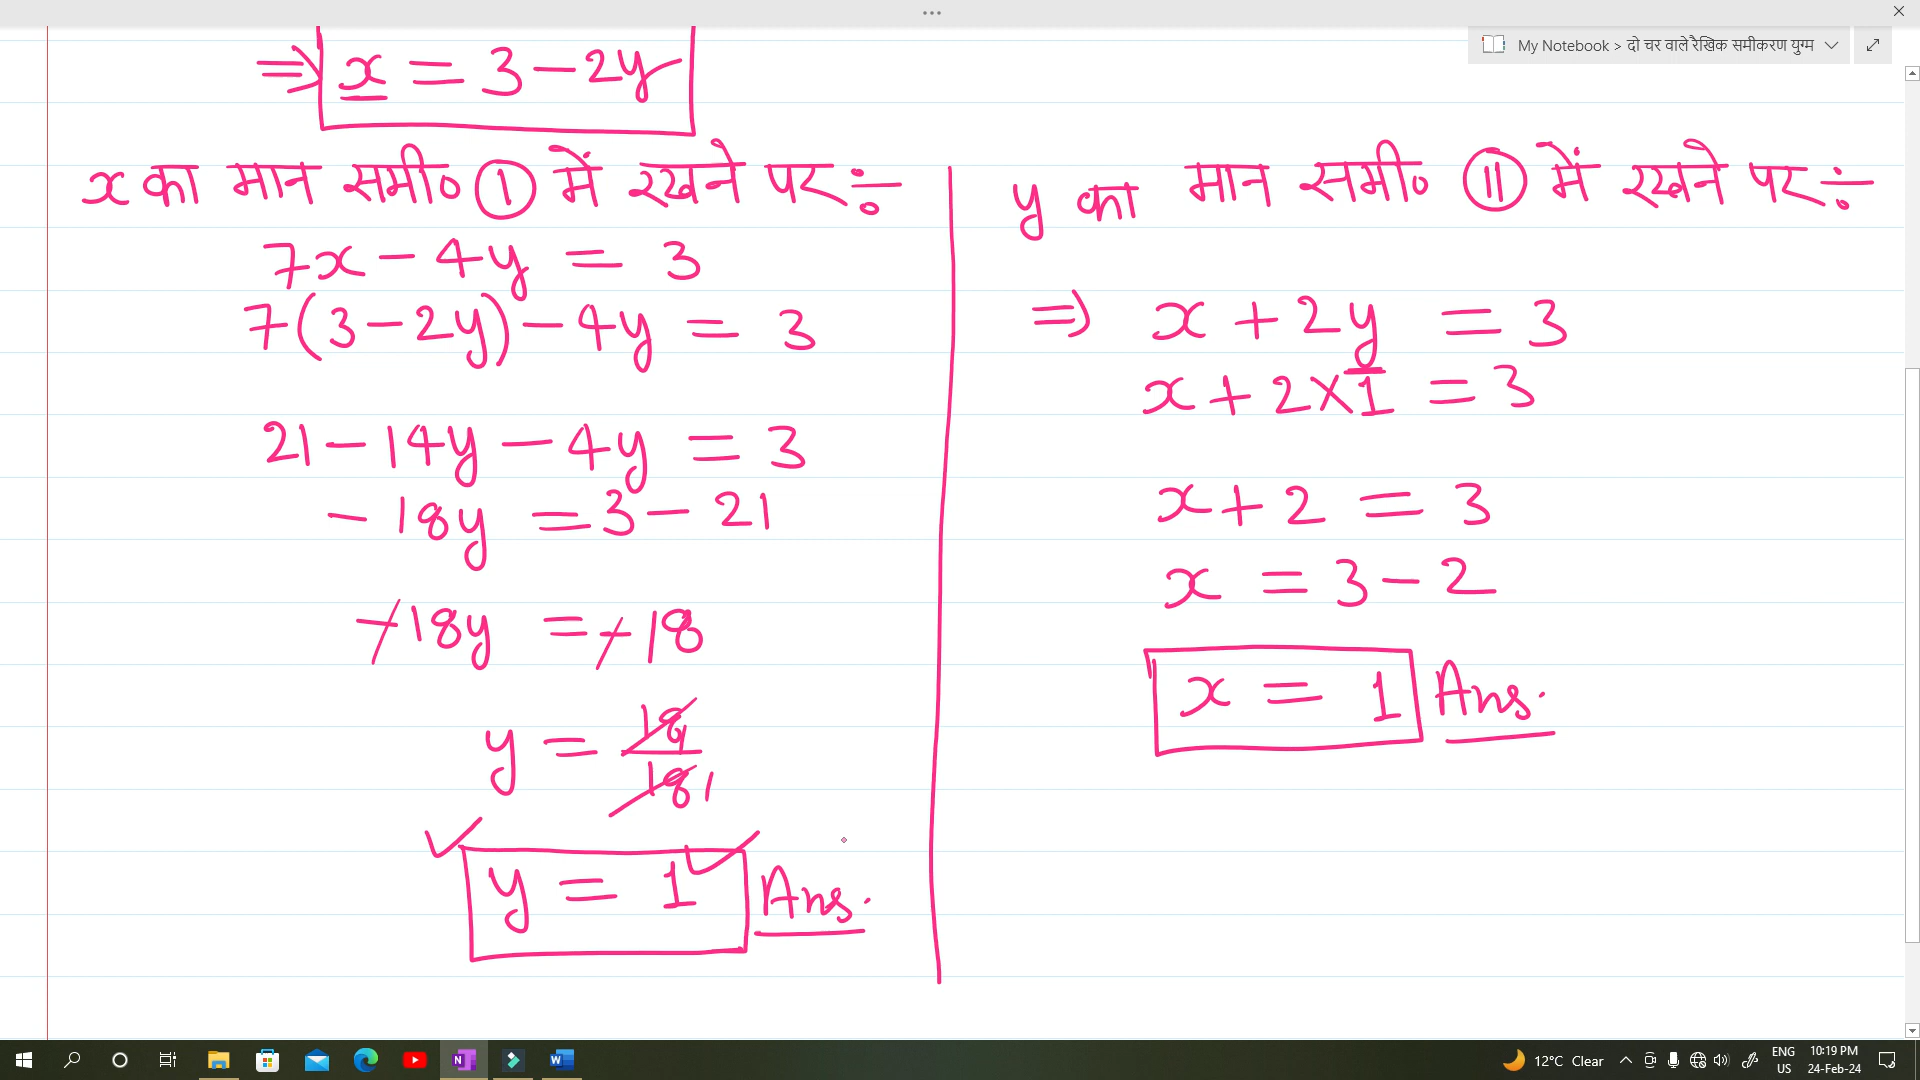 My Notebook > दो चर वाले रैखिक समीकरण युग्म
=> x = 3 - 2y
x का मान समी० ① में रखने पर ÷
7x - 4y = 3
7(3 - 2y) - 4y = 3
21 - 14y - 4y = 3
- 18y = 3 - 21
- 18y = - 18
y = 18/18 1
y = 1 Ans.
y का मान समी० ⑪ में रखने पर ÷
=> x + 2y = 3
x + 2 × 1 = 3
x + 2 = 3
x = 3 - 2
x = 1 Ans.
12°C Clear
ENG US
10:19 PM
24-Feb-24